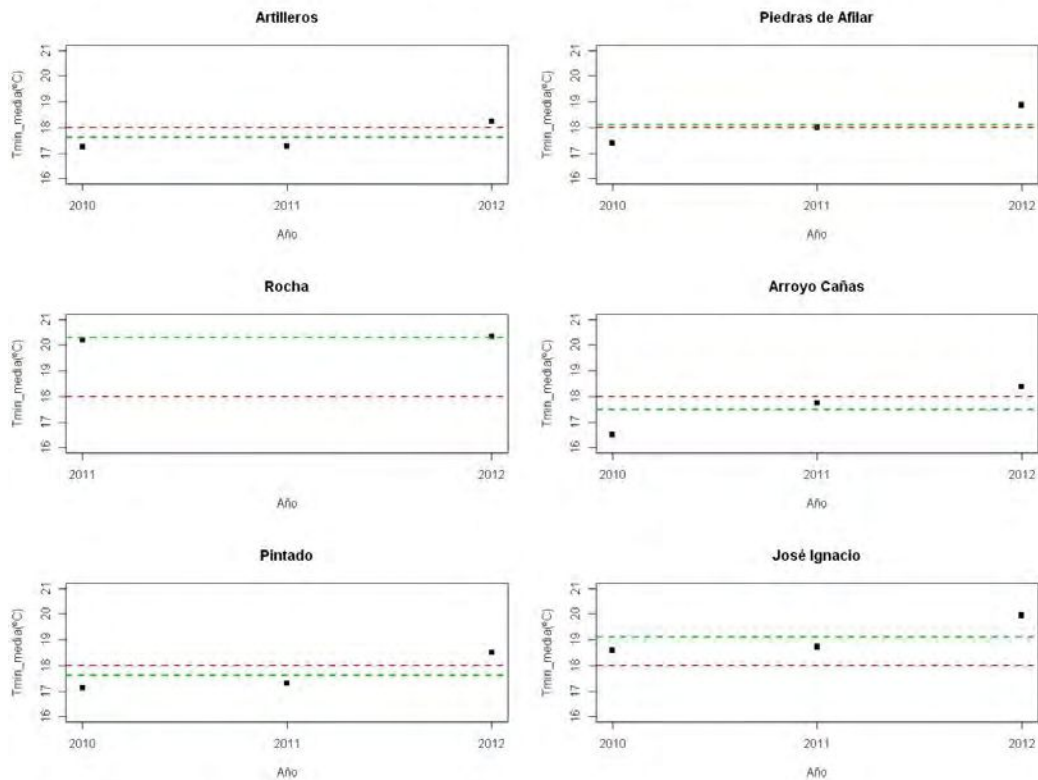 Artilleros
Tmin_media(ºC)
21
20
19
18
17
16
2010
2011
2012
Año
Piedras de Afilar
Tmin_media(ºC)
21
20
19
18
17
16
2010
2011
2012
Año
Rocha
Tmin_media(ºC)
21
20
19
18
17
16
2011
2012
Año
Arroyo Cañas
Tmin_media(ºC)
21
20
19
18
17
16
2010
2011
2012
Año
Pintado
Tmin_media(ºC)
21
20
19
18
17
16
2010
2011
2012
Año
José Ignacio
Tmin_media(ºC)
21
20
19
18
17
16
2010
2011
2012
Año